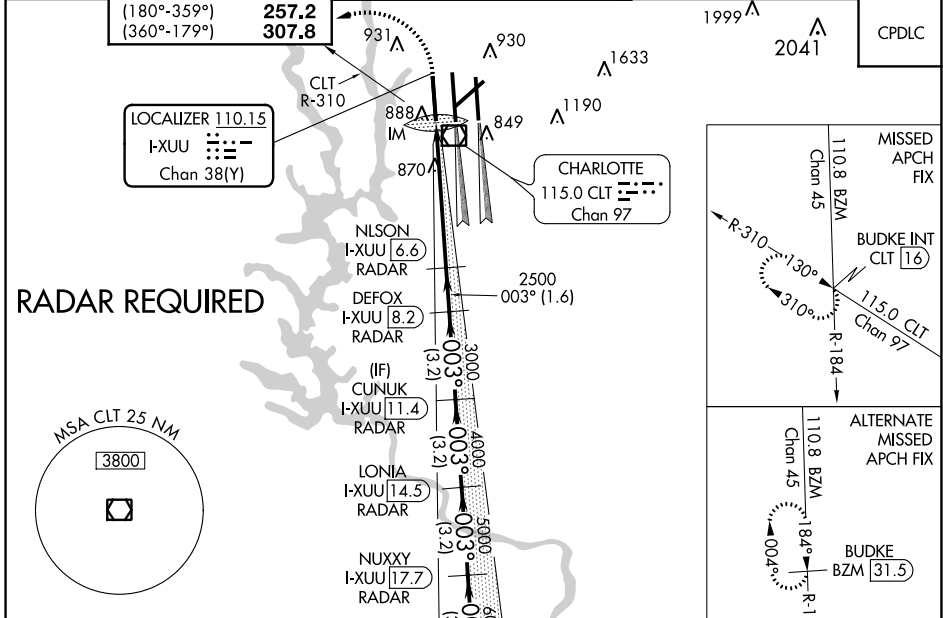 (180°-359°) 257.2
(360°-179°) 307.8
CLT
R-310
931
930
1633
1999
2041
CPDLC
LOCALIZER 110.15
I-XUU
Chan 38(Y)
888
IM
849
1190
870
CHARLOTTE
115.0 CLT
Chan 97
NLSON
I-XUU 6.6
RADAR
2500
003° (1.6)
RADAR REQUIRED
DEFOX
I-XUU 8.2
RADAR
003°
3000
(3.2)
(IF)
CUNUK
I-XUU 11.4
RADAR
003°
4000
(3.2)
LONIA
I-XUU 14.5
RADAR
003°
5000
(3.2)
NUXXY
I-XUU 17.7
RADAR
MSA CLT 25 NM
3800
MISSED
APCH
FIX
110.8 BZM
Chan 45
R-310
130°
310°
BUDKE INT
CLT 16
115.0 CLT
Chan 97
R-184
ALTERNATE
MISSED
APCH FIX
110.8 BZM
Chan 45
184°
004°
BUDKE
BZM 31.5